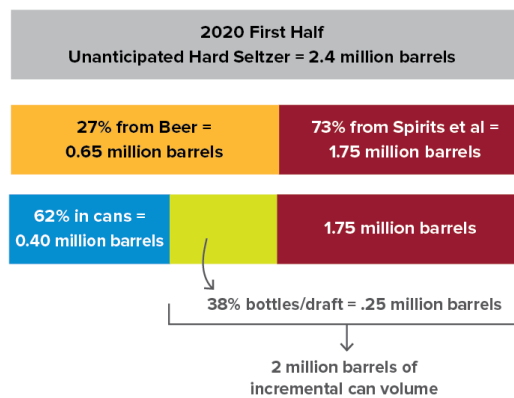 2020 First Half
Unanticipated Hard Seltzer = 2.4 million barrels
27% from Beer =
0.65 million barrels
73% from Spirits et al =
1.75 million barrels
62% in cans =
0.40 million barrels
1.75 million barrels
38% bottles/draft = .25 million barrels
2 million barrels of
incremental can volume